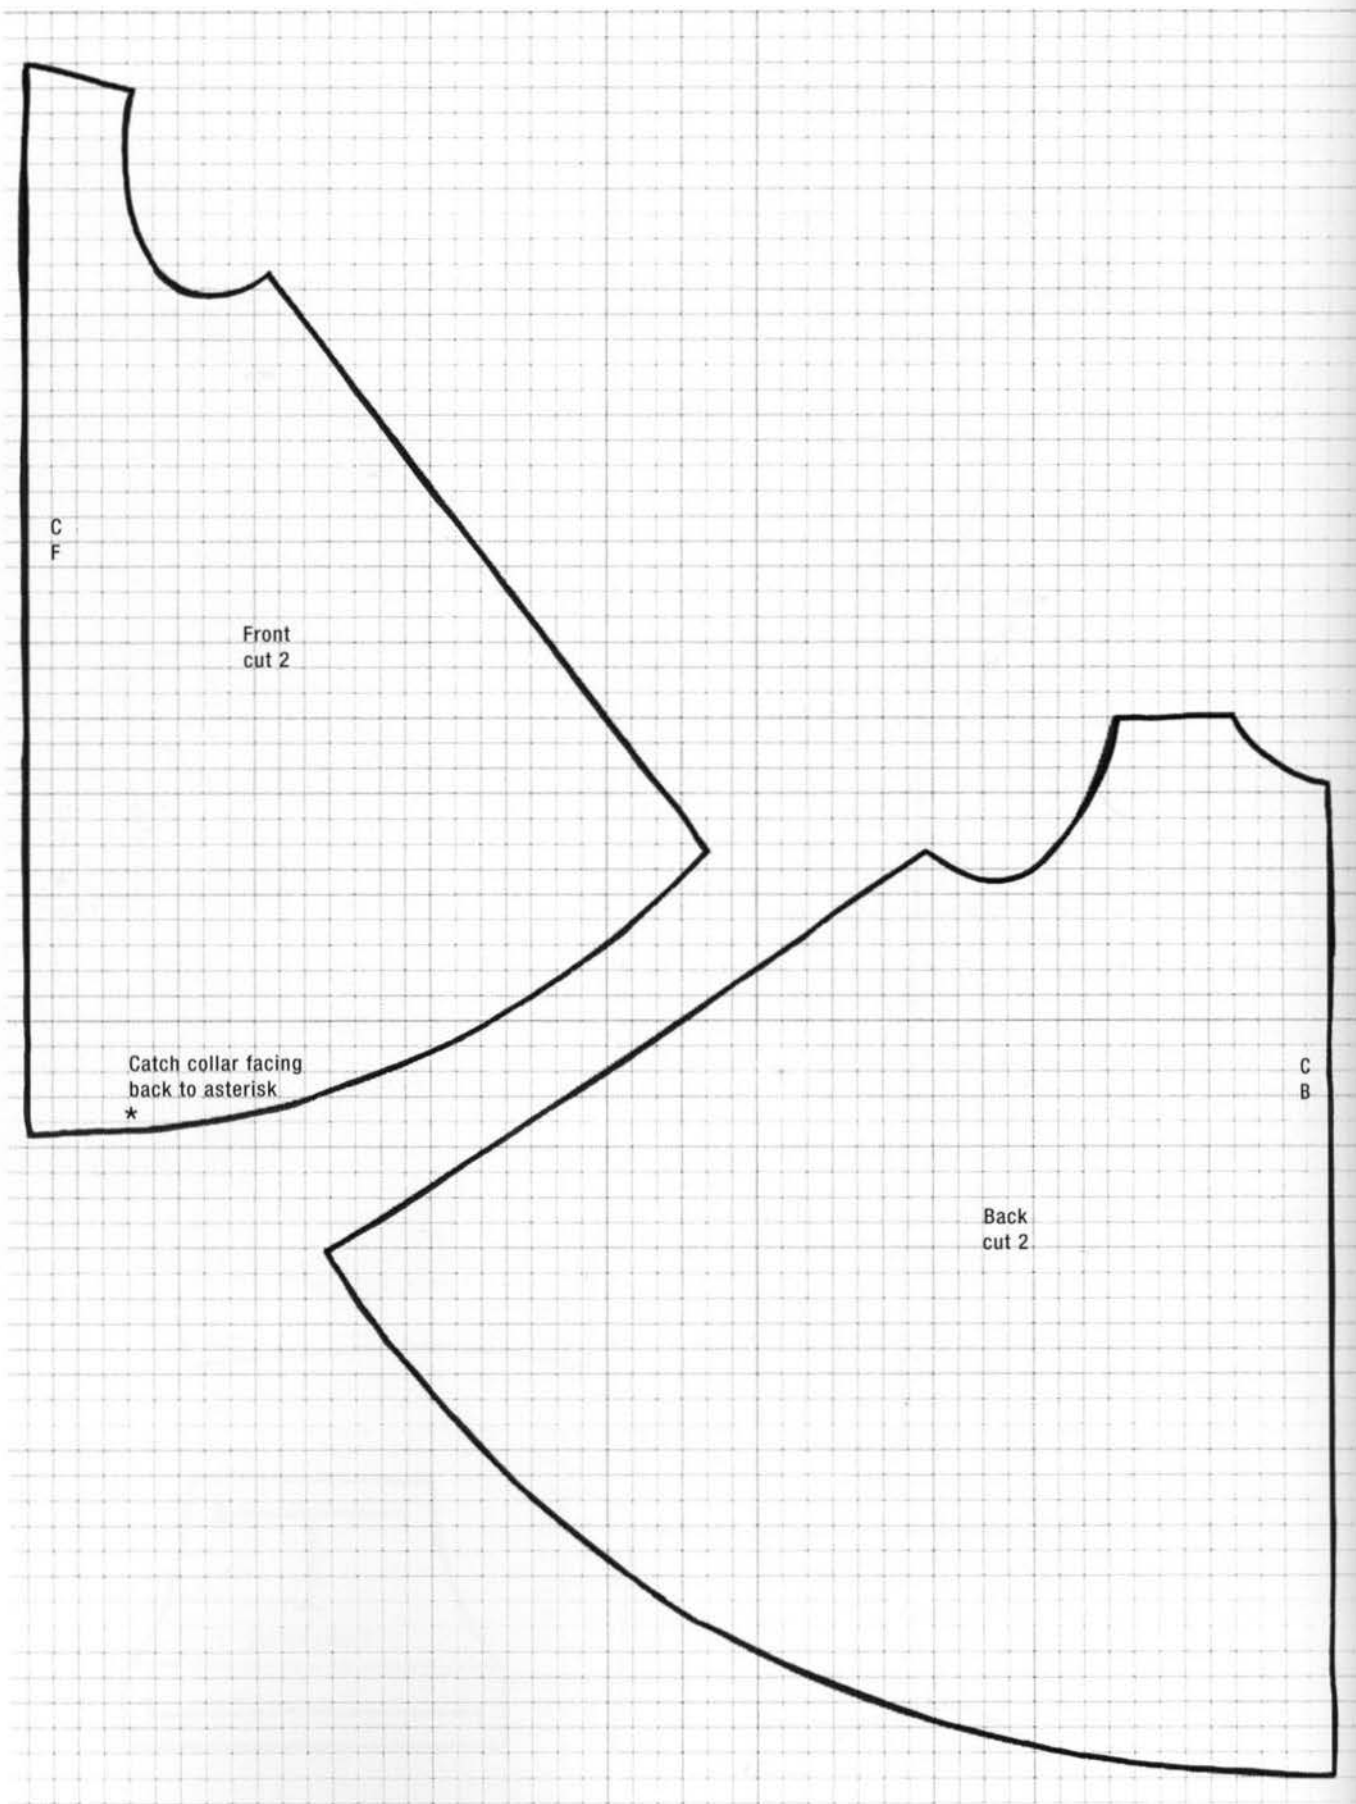 C
F
Front
cut 2
Catch collar facing
back to asterisk
*
C
B
Back
cut 2